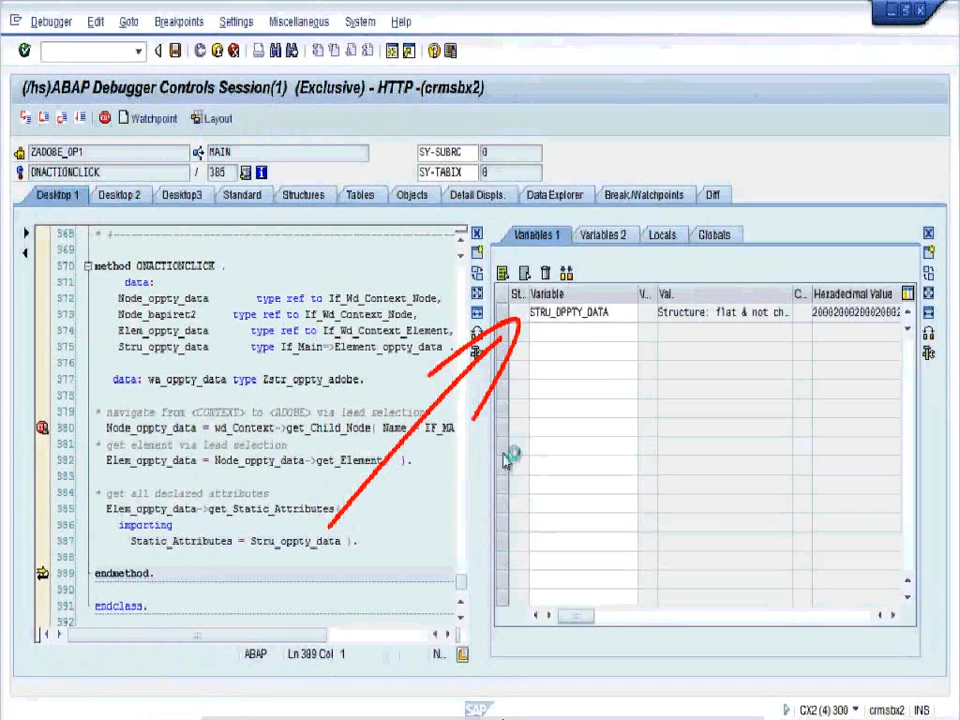 Debugger Edit Goto Breakpoints Settings Miscellaneous System Help
(/hs)ABAP Debugger Controls Session(1) (Exclusive) - HTTP -(crmsbx2)
Watchpoint Layout
ZADOBE_OP1 MAIN SY-SUBRC 0
ONACTIONCLICK / 385 SY-TABIX 0
Desktop 1 Desktop 2 Desktop3 Standard Structures Tables Objects Detail Displs. Data Explorer Break/Watchpoints Diff
Variables 1 Variables 2 Locals Globals
St.. Variable V.. Val. C.. Hexadecimal Value
STRU_OPPTY_DATA Structure: flat & not ch..
368 * +
369
370 method ONACTIONCLICK .
371 data:
372 Node_oppty_data type ref to If_Wd_Context_Node,
373 Node_bapiret2 type ref to If_Wd_Context_Node,
374 Elem_oppty_data type ref to If_Wd_Context_Element,
375 Stru_oppty_data type If_Main=>Element_oppty_data .
376
377 data: wa_oppty_data type Zstr_oppty_adobe.
378
379 * navigate from <CONTEXT> to <ADOBE> via lead selection
380 Node_oppty_data = wd_Context->get_Child_Node( Name IF_MA
381 * get element via lead selection
382 Elem_oppty_data = Node_oppty_data->get_Element( ).
383
384 * get all declared attributes
385 Elem_oppty_data->get_Static_Attributes(
386 importing
387 Static_Attributes = Stru_oppty_data ).
388
389 endmethod.
390
391 endclass.
392
ABAP Ln 389 Col 1 N..
SAP CX2 (4) 300 crmsbx2 INS